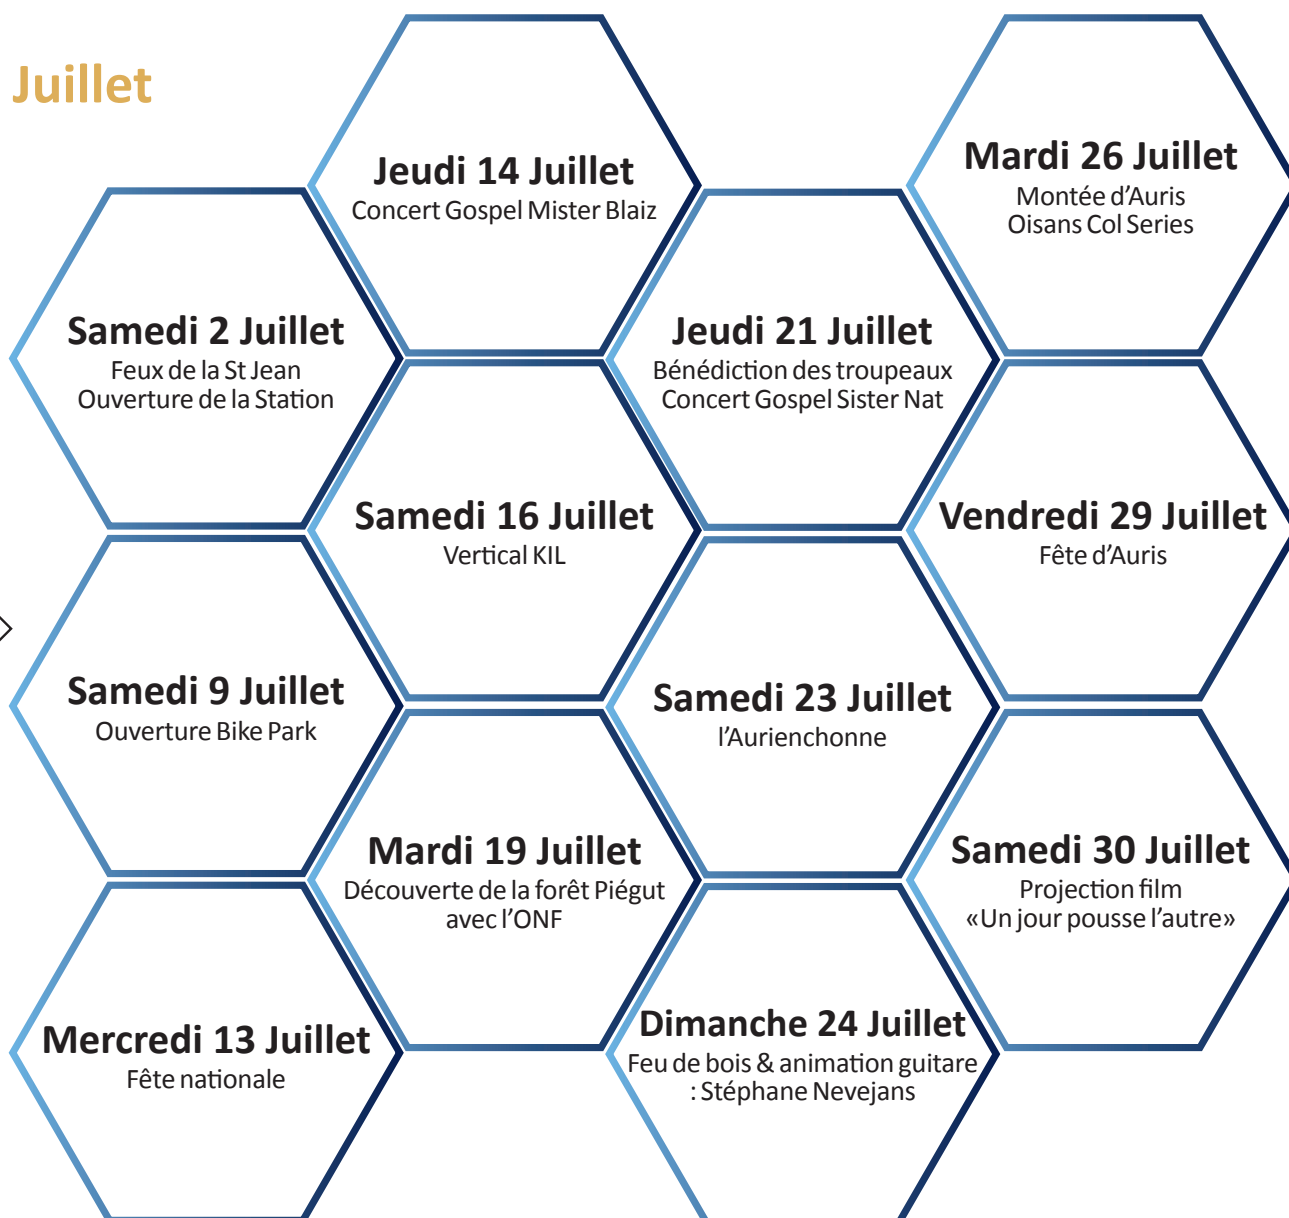 Juillet
Samedi 2 Juillet
Feux de la St Jean
Ouverture de la Station
Samedi 9 Juillet
Ouverture Bike Park
Mercredi 13 Juillet
Fête nationale
Jeudi 14 Juillet
Concert Gospel Mister Blaiz
Samedi 16 Juillet
Vertical KIL
Mardi 19 Juillet
Découverte de la forêt Piégut
avec l’ONF
Jeudi 21 Juillet
Bénédiction des troupeaux
Concert Gospel Sister Nat
Samedi 23 Juillet
l’Aurienchonne
Dimanche 24 Juillet
Feu de bois & animation guitare
: Stéphane Nevejans
Mardi 26 Juillet
Montée d’Auris
Oisans Col Series
Vendredi 29 Juillet
Fête d’Auris
Samedi 30 Juillet
Projection film
«Un jour pousse l’autre»